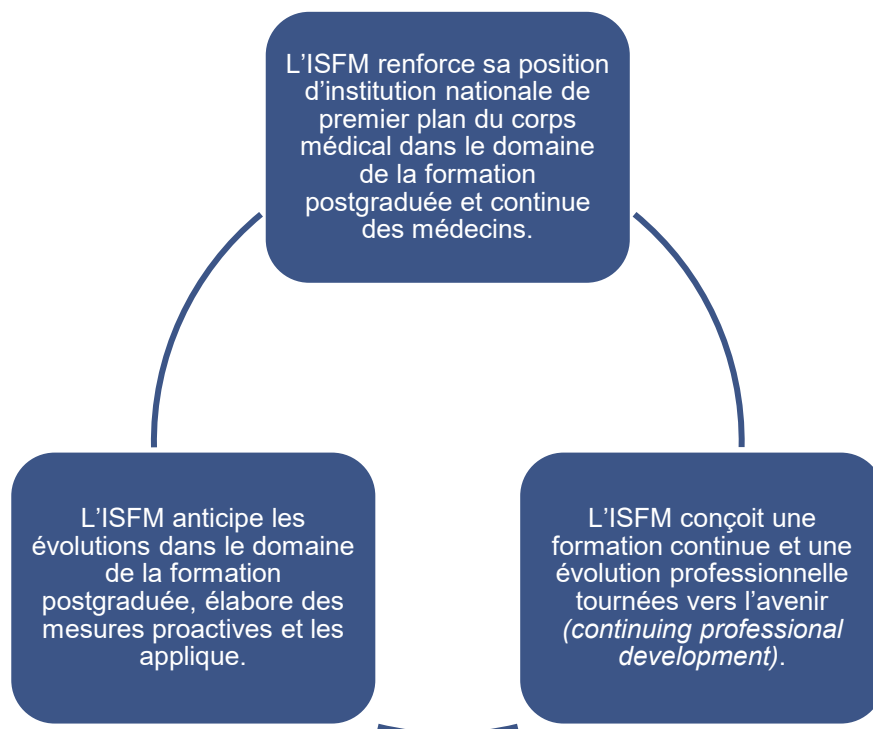 L’ISFM renforce sa position
d’institution nationale de
premier plan du corps
médical dans le domaine
de la formation
postgraduée et continue
des médecins.
L’ISFM anticipe les
évolutions dans le domaine
de la formation
postgraduée, élabore des
mesures proactives et les
applique.
L’ISFM conçoit une
formation continue et une
évolution professionnelle
tournées vers l’avenir
(continuing professional
development).